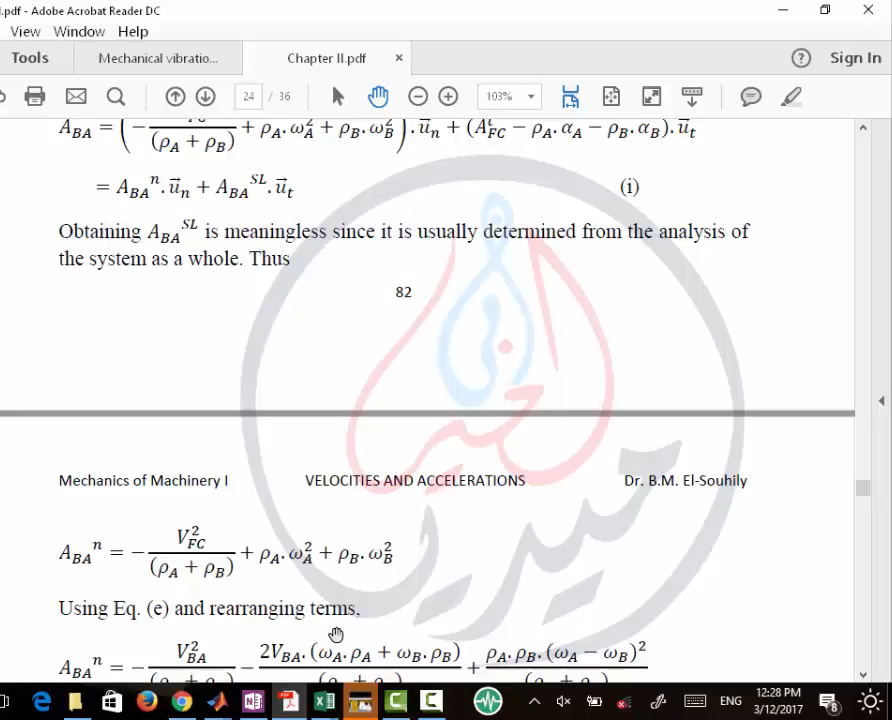 l.pdf - Adobe Acrobat Reader DC
View Window Help
Tools Mechanical vibratio... Chapter II.pdf × ? Sign In
24 / 36 103%
A_BA = (− / (ρ_A + ρ_B) + ρ_A.ω_A^2 + ρ_B.ω_B^2).u⃗_n + (A_FC^t − ρ_A.α_A − ρ_B.α_B).u⃗_t
= A_BA^n.u⃗_n + A_BA^SL.u⃗_t (i)
Obtaining A_BA^SL is meaningless since it is usually determined from the analysis of
the system as a whole. Thus
82
Mechanics of Machinery I VELOCITIES AND ACCELERATIONS Dr. B.M. El-Souhily
A_BA^n = − V_FC^2 / (ρ_A + ρ_B) + ρ_A.ω_A^2 + ρ_B.ω_B^2
Using Eq. (e) and rearranging terms,
A_BA^n = − V_BA^2 − 2V_BA.(ω_A.ρ_A + ω_B.ρ_B) + ρ_A.ρ_B.(ω_A − ω_B)^2
ENG 12:28 PM 3/12/2017 8